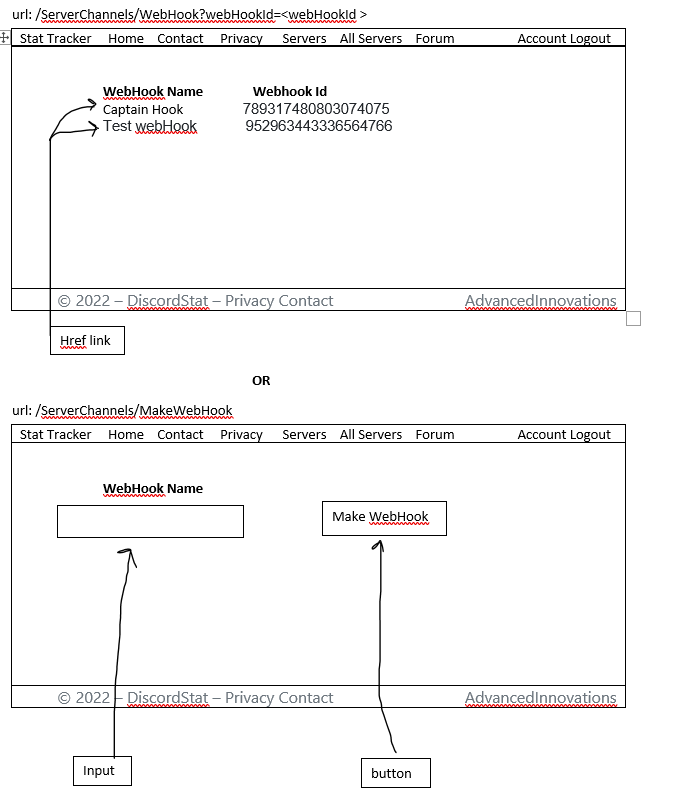 url: /ServerChannels/WebHook?webHookId=<webHookId >
Stat Tracker Home Contact Privacy Servers All Servers Forum Account Logout
WebHook Name Webhook Id
Captain Hook 789317480803074075
Test webHook 952963443336564766
© 2022 – DiscordStat – Privacy Contact AdvancedInnovations
Href link
OR
url: /ServerChannels/MakeWebHook
Stat Tracker Home Contact Privacy Servers All Servers Forum Account Logout
WebHook Name
Make WebHook
© 2022 – DiscordStat – Privacy Contact AdvancedInnovations
Input
button